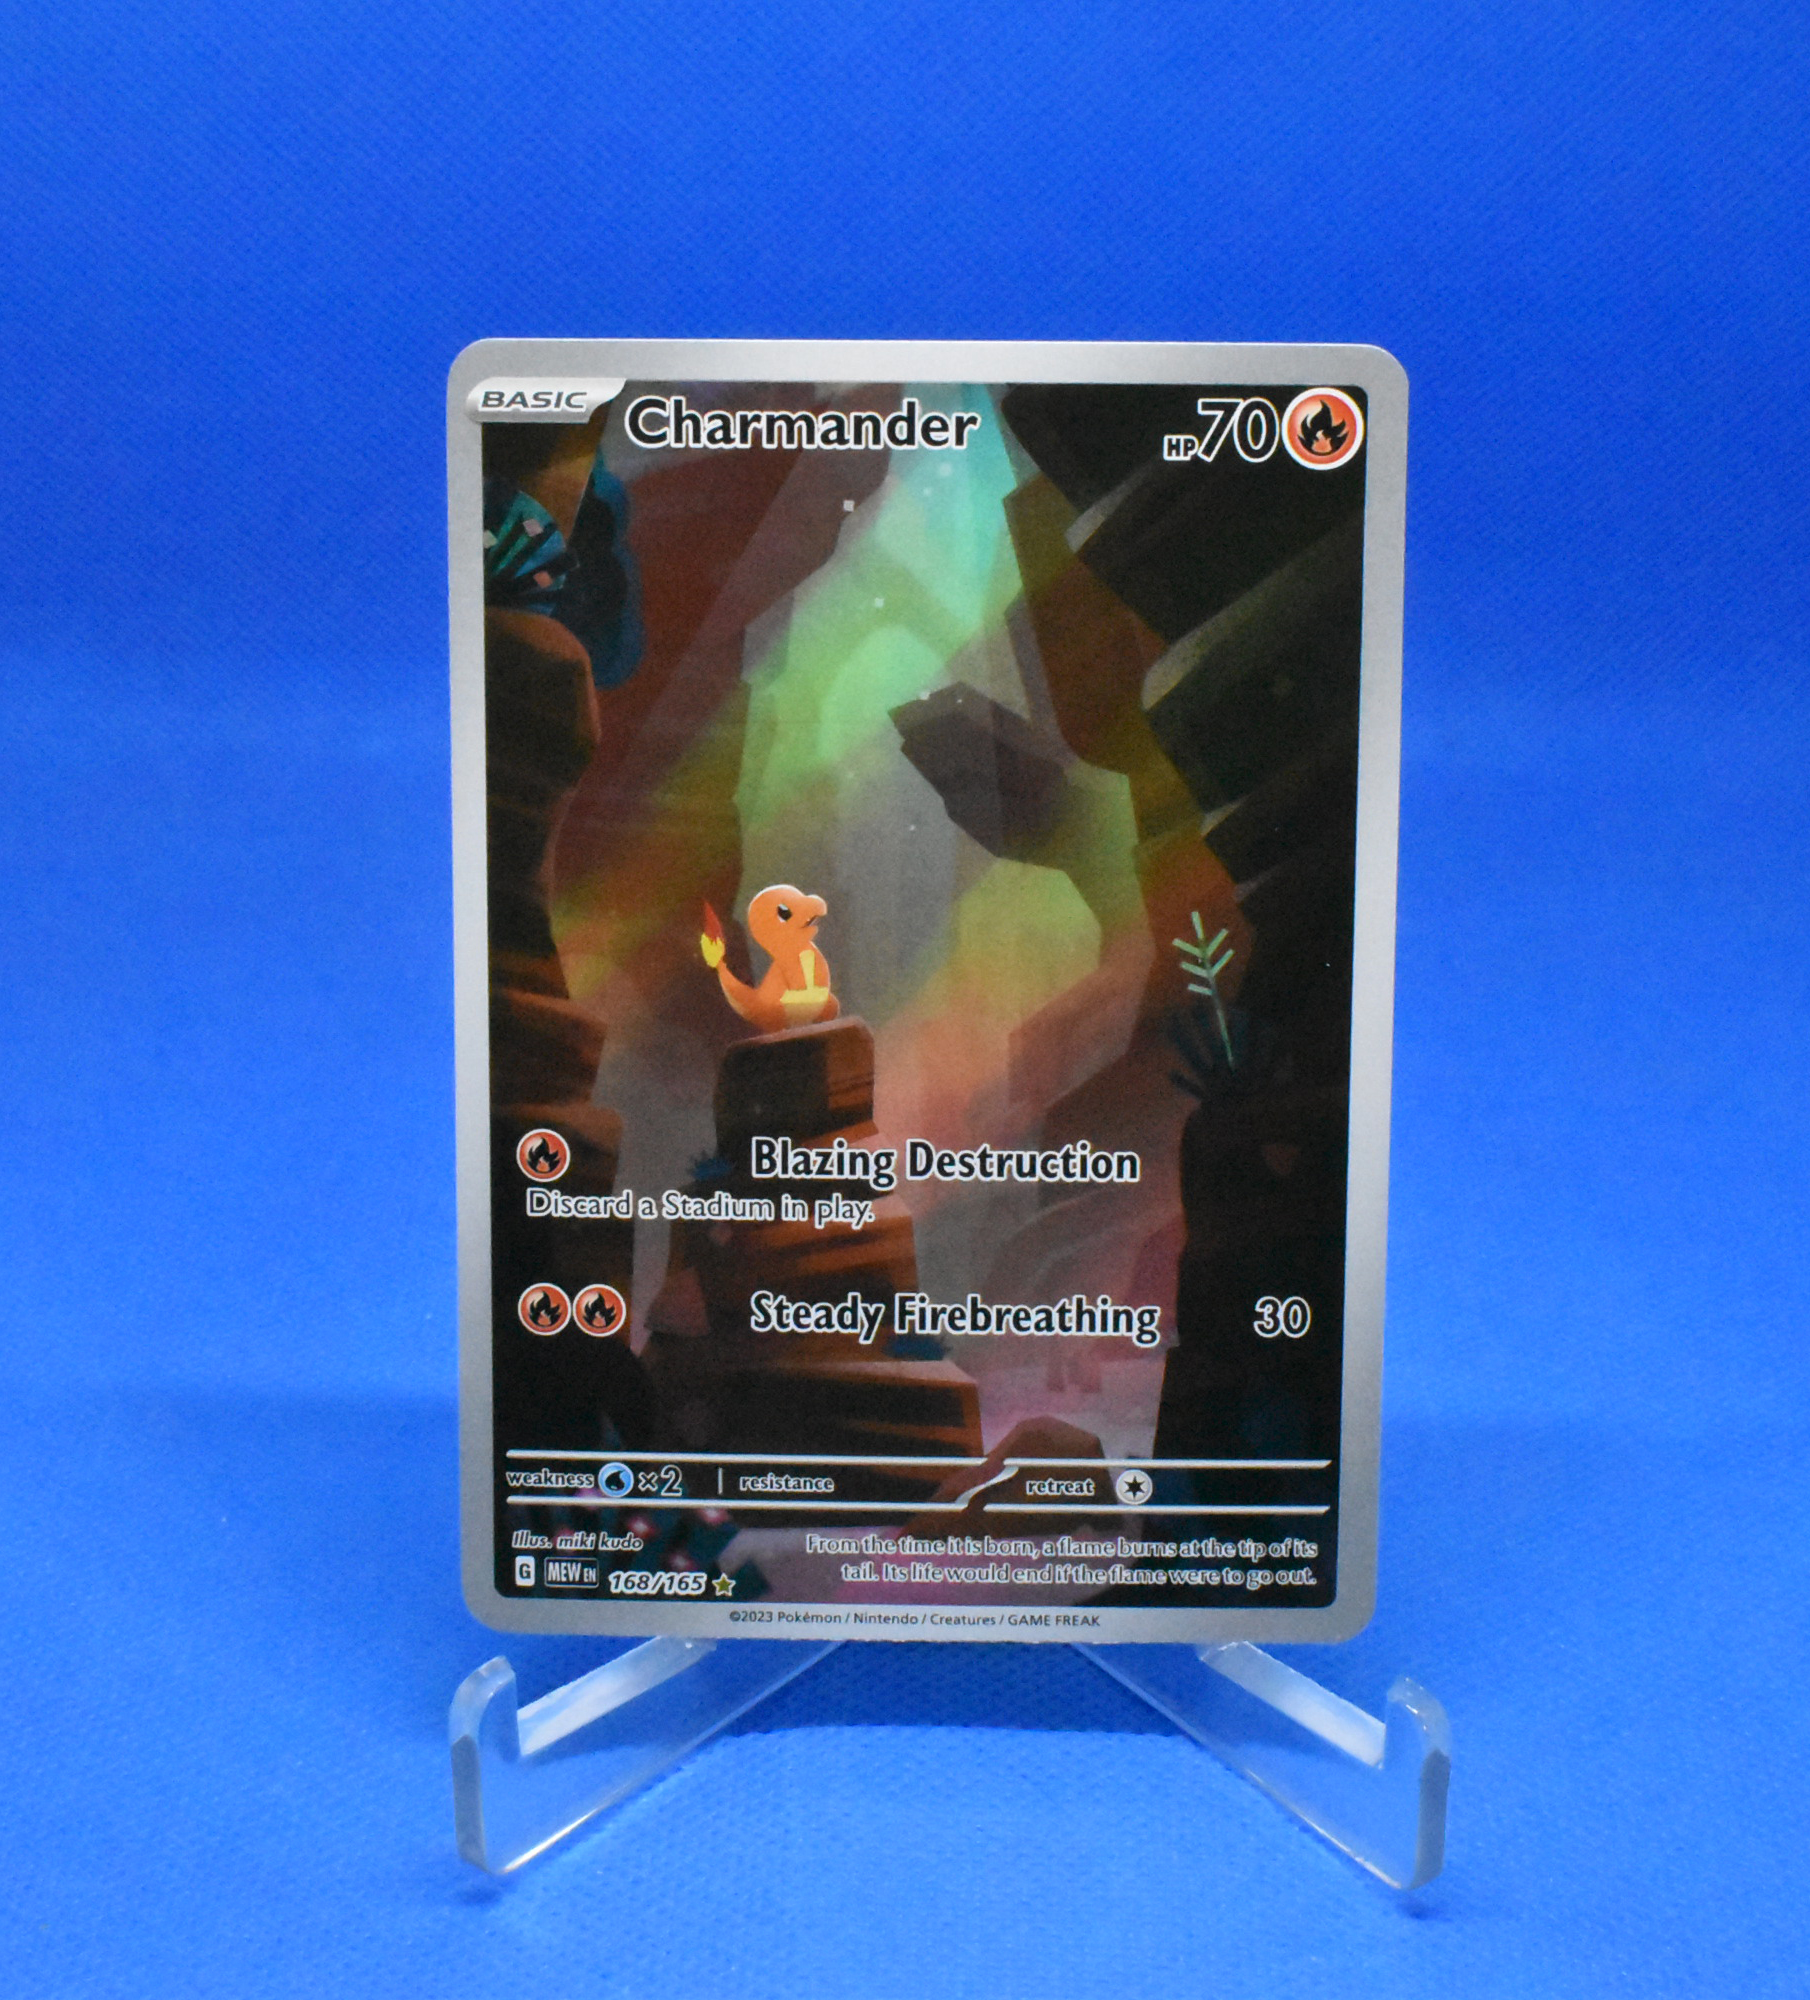 BASIC Charmander HP70
Blazing Destruction
Discard a Stadium in play.
Steady Firebreathing 30
weakness ×2 resistance retreat
Illus. miki kudo
From the time it is born, a flame burns at the tip of its
tail. Its life would end if the flame were to go out.
G MEW EN 168/165
©2023 Pokémon / Nintendo / Creatures / GAME FREAK